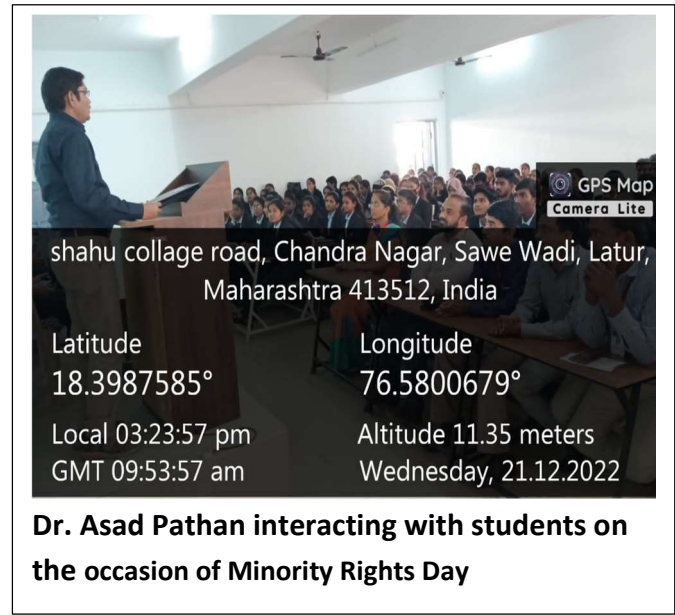 GPS Map
Camera Lite
shahu collage road, Chandra Nagar, Sawe Wadi, Latur,
Maharashtra 413512, India
Latitude
18.3987585°
Longitude
76.5800679°
Local 03:23:57 pm
GMT 09:53:57 am
Altitude 11.35 meters
Wednesday, 21.12.2022
Dr. Asad Pathan interacting with students on
the occasion of Minority Rights Day